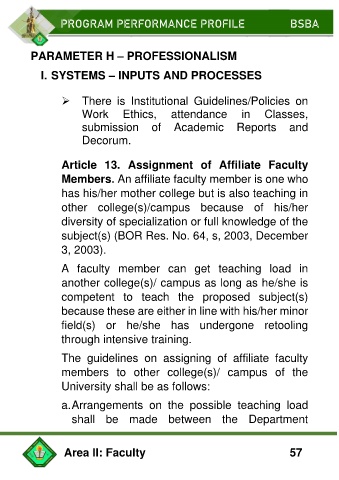 PROGRAM PERFORMANCE PROFILE BSBA
PARAMETER H – PROFESSIONALISM
I. SYSTEMS – INPUTS AND PROCESSES
➢ There is Institutional Guidelines/Policies on
Work Ethics, attendance in Classes,
submission of Academic Reports and
Decorum.
Article 13. Assignment of Affiliate Faculty
Members. An affiliate faculty member is one who
has his/her mother college but is also teaching in
other college(s)/campus because of his/her
diversity of specialization or full knowledge of the
subject(s) (BOR Res. No. 64, s, 2003, December
3, 2003).
A faculty member can get teaching load in
another college(s)/ campus as long as he/she is
competent to teach the proposed subject(s)
because these are either in line with his/her minor
field(s) or he/she has undergone retooling
through intensive training.
The guidelines on assigning of affiliate faculty
members to other college(s)/ campus of the
University shall be as follows:
a.Arrangements on the possible teaching load
shall be made between the Department
Area II: Faculty 57